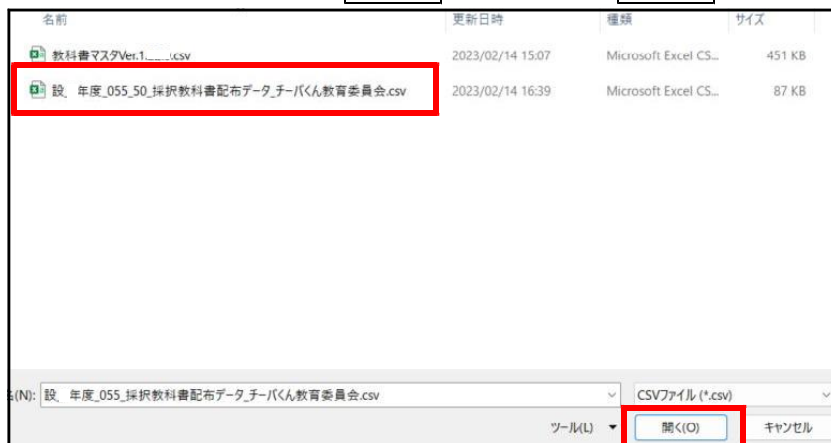 名前 更新日時 種類 サイズ
教科書マスタVer.1. .csv 2023/02/14 15:07 Microsoft Excel CS... 451 KB
設 年度_055_50_採択教科書配布データ_チーバくん教育委員会.csv 2023/02/14 16:39 Microsoft Excel CS... 87 KB
(N): 設 年度_055_採択教科書配布データ_チーバくん教育委員会.csv CSVファイル (*.csv)
ツール(L) 開く(O) キャンセル